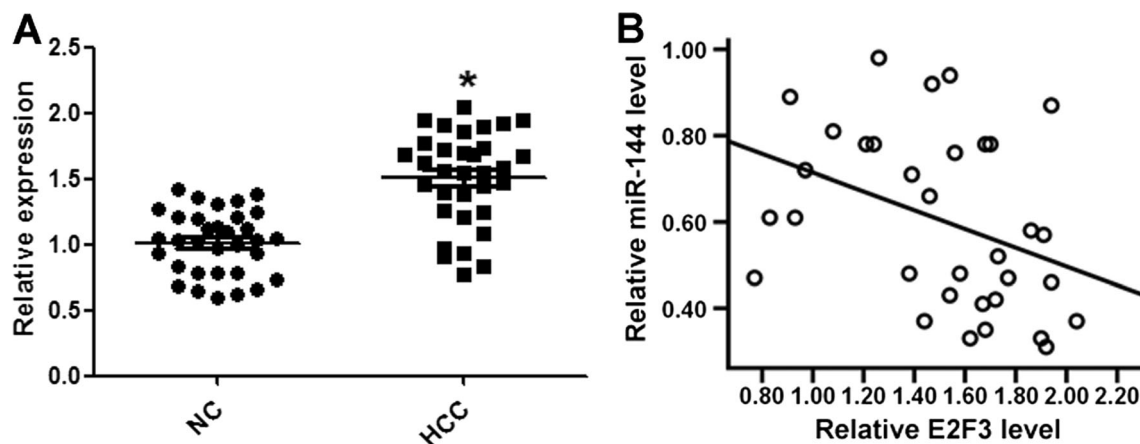 A
Relative expression
2.5
2.0
1.5
1.0
0.5
0.0
*
NC
HCC
B
Relative miR-144 level
1.00
0.80
0.60
0.40
0.80 1.00 1.20 1.40 1.60 1.80 2.00 2.20
Relative E2F3 level